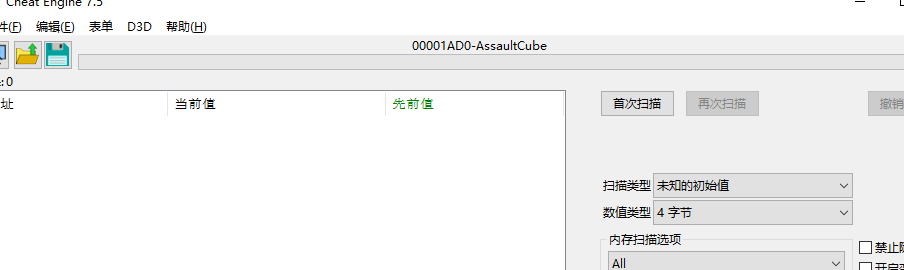 Cheat Engine 7.5
件(F) 编辑(E) 表单 D3D 帮助(H)
00001AD0-AssaultCube
: 0
址 当前值 先前值
首次扫描 再次扫描 撤销
扫描类型 未知的初始值
数值类型 4 字节
内存扫描选项
All
禁止